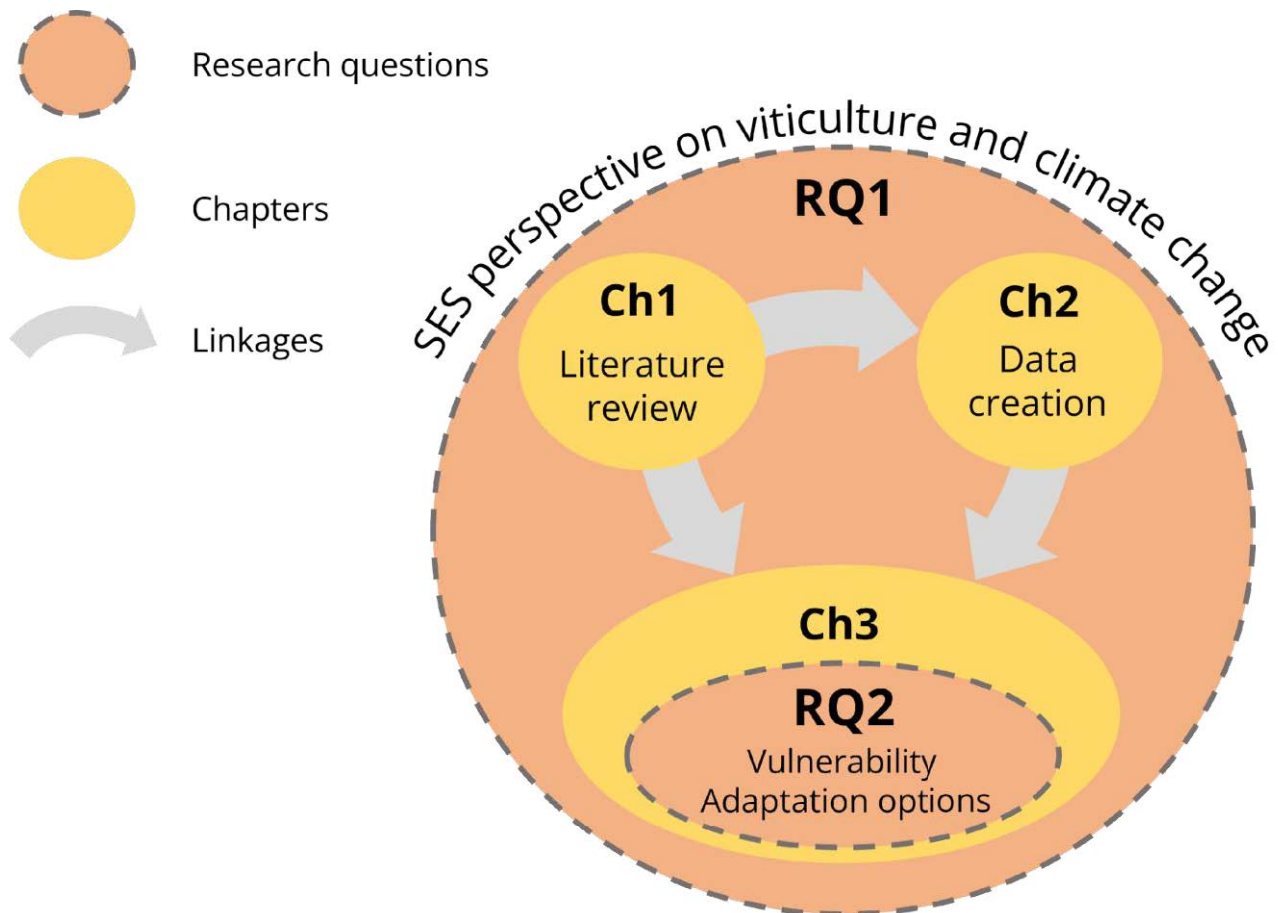 Research questions
Chapters
Linkages
SES perspective on viticulture and climate change
RQ1
Ch1
Literature
review
Ch2
Data
creation
Ch3
RQ2
Vulnerability
Adaptation options